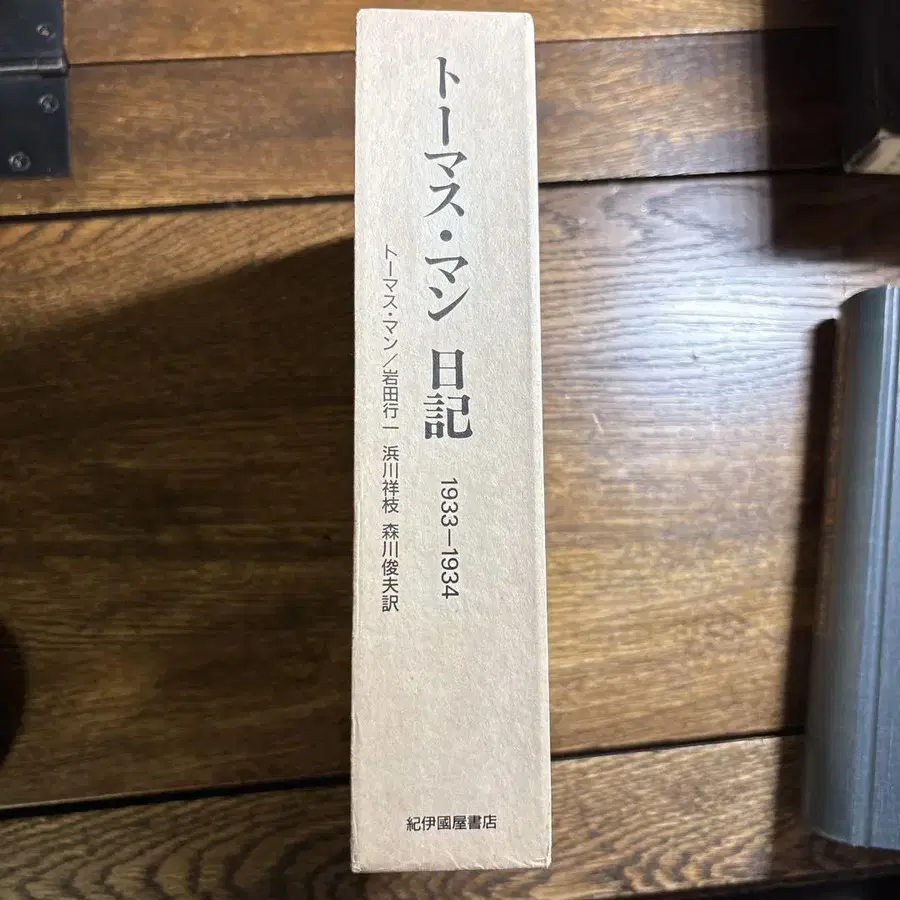 トーマス・マン 日記 1933―1934
トーマス・マン／岩田行一 浜川祥枝 森川俊夫訳
紀伊國屋書店